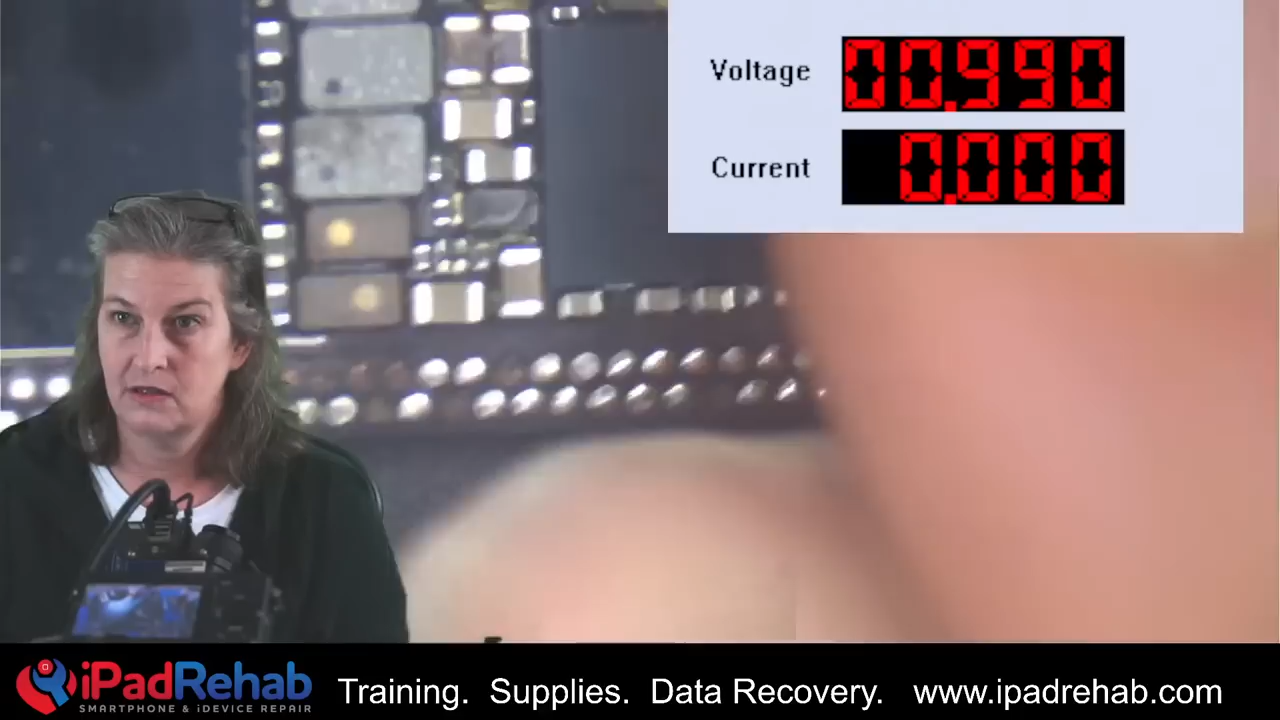 Voltage 00.990
Current 0.000
iPadRehab
SMARTPHONE & iDEVICE REPAIR
Training. Supplies. Data Recovery. www.ipadrehab.com